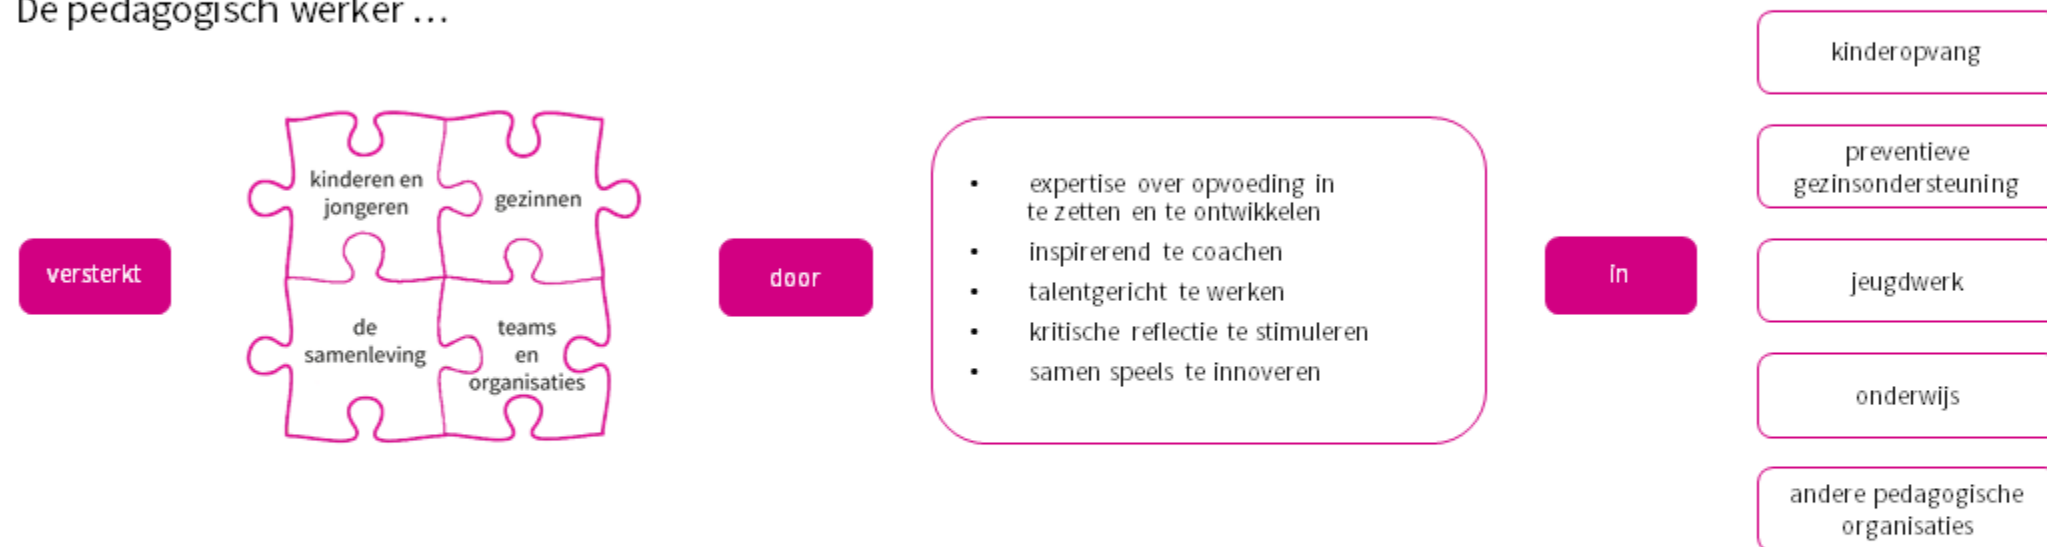 De pedagogisch werker ...
versterkt
kinderen en
jongeren
gezinnen
de
samenleving
teams
en
organisaties
door
• expertise over opvoeding in
te zetten en te ontwikkelen
• inspirerend te coachen
• talentgericht te werken
• kritische reflectie te stimuleren
• samen speels te innoveren
in
kinderopvang
preventieve
gezinsondersteuning
jeugdwerk
onderwijs
andere pedagogische
organisaties